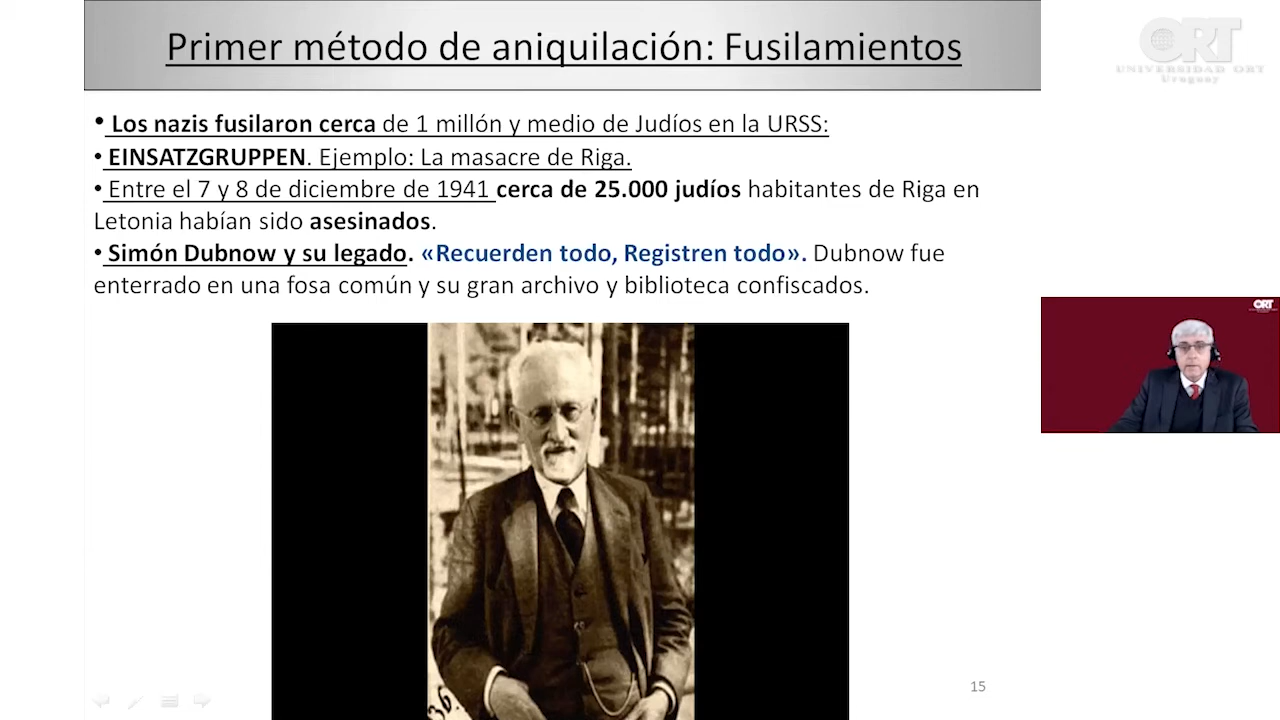 Primer método de aniquilación: Fusilamientos
ORT
UNIVERSIDAD ORT
Uruguay
• Los nazis fusilaron cerca de 1 millón y medio de Judíos en la URSS:
• EINSATZGRUPPEN. Ejemplo: La masacre de Riga.
• Entre el 7 y 8 de diciembre de 1941 cerca de 25.000 judíos habitantes de Riga en
Letonia habían sido asesinados.
• Simón Dubnow y su legado. «Recuerden todo, Registren todo». Dubnow fue
enterrado en una fosa común y su gran archivo y biblioteca confiscados.
ORT
36
15